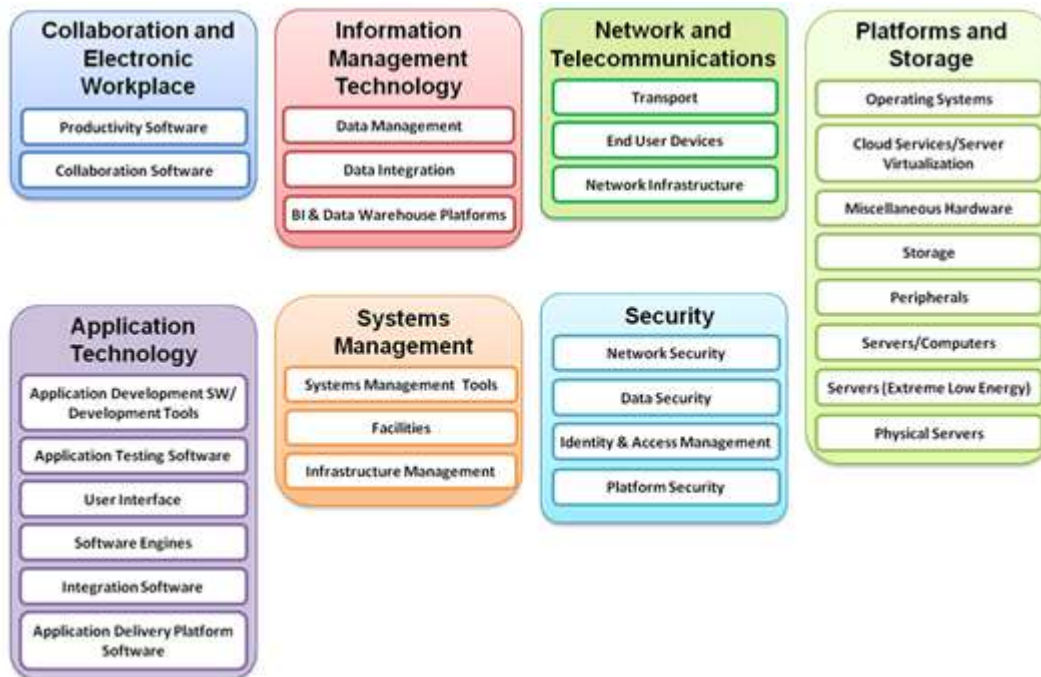 Collaboration and
Electronic
Workplace
Productivity Software
Collaboration Software
Information
Management
Technology
Data Management
Data Integration
BI & Data Warehouse Platforms
Network and
Telecommunications
Transport
End User Devices
Network Infrastructure
Platforms and
Storage
Operating Systems
Cloud Services/Server
Virtualization
Miscellaneous Hardware
Storage
Peripherals
Servers/Computers
Servers (Extreme Low Energy)
Physical Servers
Application
Technology
Application Development SW/
Development Tools
Application Testing Software
User Interface
Software Engines
Integration Software
Application Delivery Platform
Software
Systems
Management
Systems Management Tools
Facilities
Infrastructure Management
Security
Network Security
Data Security
Identity & Access Management
Platform Security